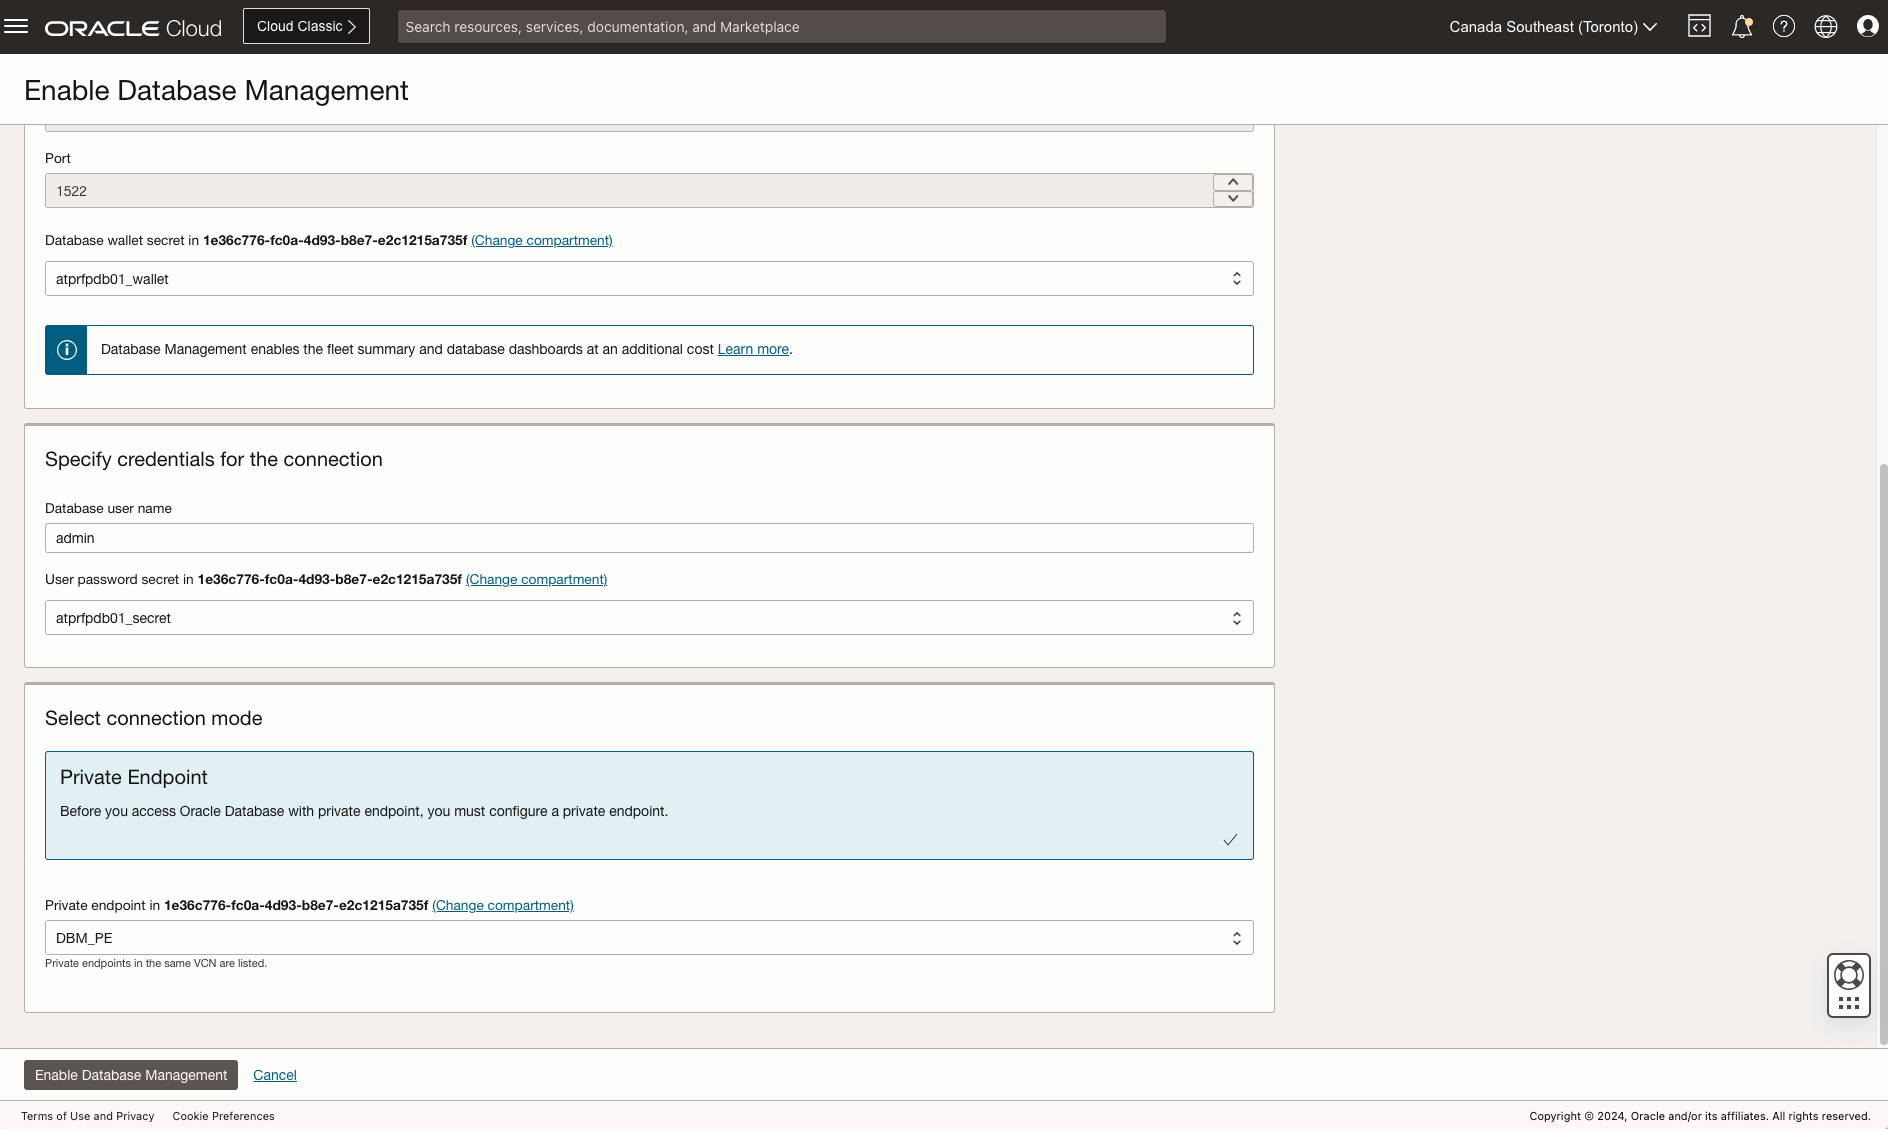 ORACLE Cloud
Cloud Classic
Search resources, services, documentation, and Marketplace
Canada Southeast (Toronto)
Enable Database Management
Port
1522
Database wallet secret in 1e36c776-fc0a-4d93-b8e7-e2c1215a735f (Change compartment)
atprfpdb01_wallet
Database Management enables the fleet summary and database dashboards at an additional cost Learn more.
Specify credentials for the connection
Database user name
admin
User password secret in 1e36c776-fc0a-4d93-b8e7-e2c1215a735f (Change compartment)
atprfpdb01_secret
Select connection mode
Private Endpoint
Before you access Oracle Database with private endpoint, you must configure a private endpoint.
Private endpoint in 1e36c776-fc0a-4d93-b8e7-e2c1215a735f (Change compartment)
DBM_PE
Private endpoints in the same VCN are listed.
Enable Database Management Cancel
Terms of Use and Privacy Cookie Preferences
Copyright © 2024, Oracle and/or its affiliates. All rights reserved.